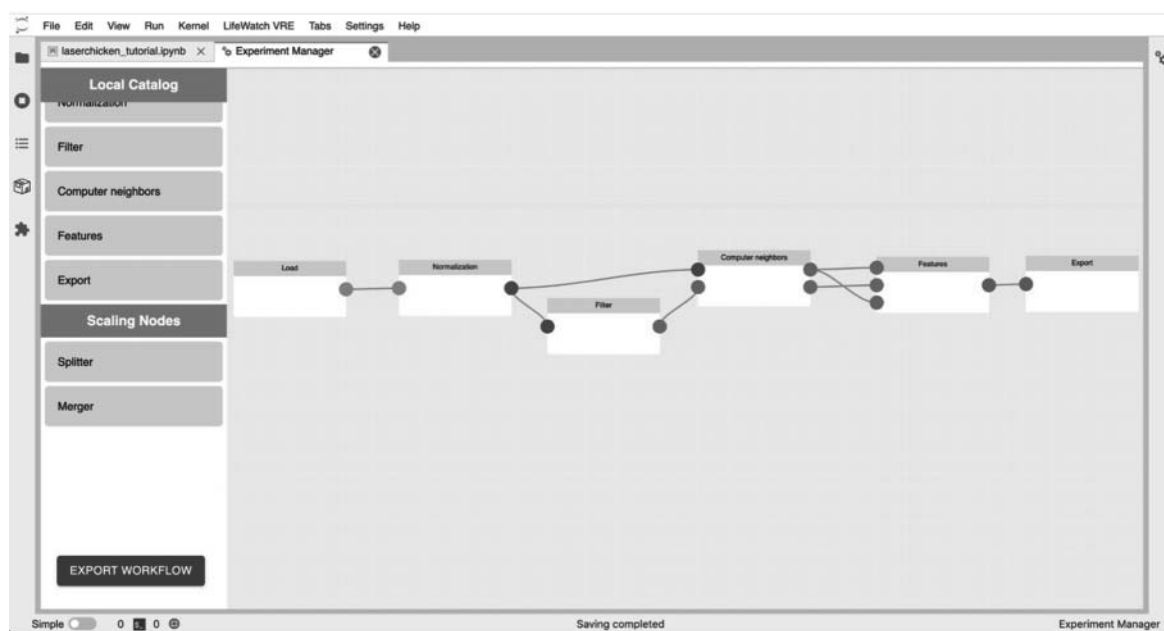 File Edit View Run Kernel LifeWatch VRE Tabs Settings Help
laserchicken_tutorial.ipynb Experiment Manager
Local Catalog
Normalization
Filter
Computer neighbors
Features
Export
Scaling Nodes
Splitter
Merger
EXPORT WORKFLOW
Load
Normalization
Filter
Computer neighbors
Features
Export
Simple 0 0 Saving completed Experiment Manager